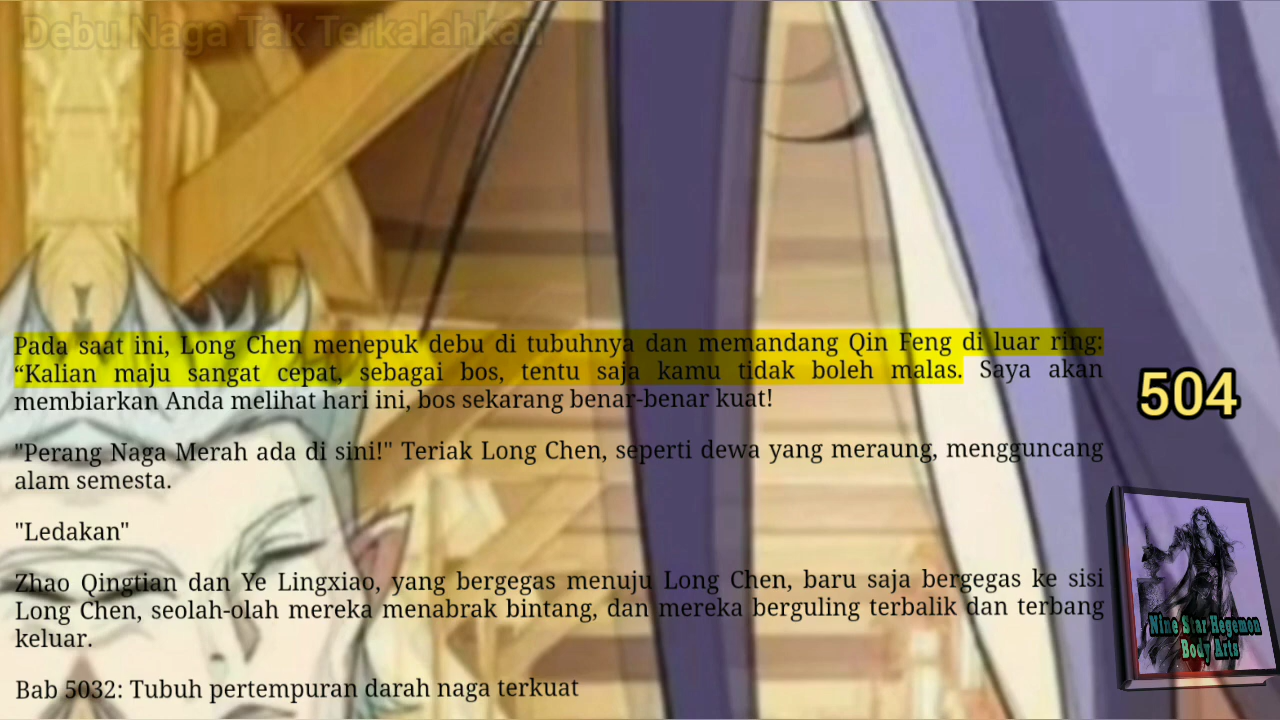 Debu Naga Tak Terkalahkan
Pada saat ini, Long Chen menepuk debu di tubuhnya dan memandang Qin Feng di luar ring:
“Kalian maju sangat cepat, sebagai bos, tentu saja kamu tidak boleh malas. Saya akan
membiarkan Anda melihat hari ini, bos sekarang benar-benar kuat!
"Perang Naga Merah ada di sini!" Teriak Long Chen, seperti dewa yang meraung, mengguncang
alam semesta.
"Ledakan"
Zhao Qingtian dan Ye Lingxiao, yang bergegas menuju Long Chen, baru saja bergegas ke sisi
Long Chen, seolah-olah mereka menabrak bintang, dan mereka berguling terbalik dan terbang
keluar.
Bab 5032: Tubuh pertempuran darah naga terkuat
504
Nine Star Hegemon
Body Arts